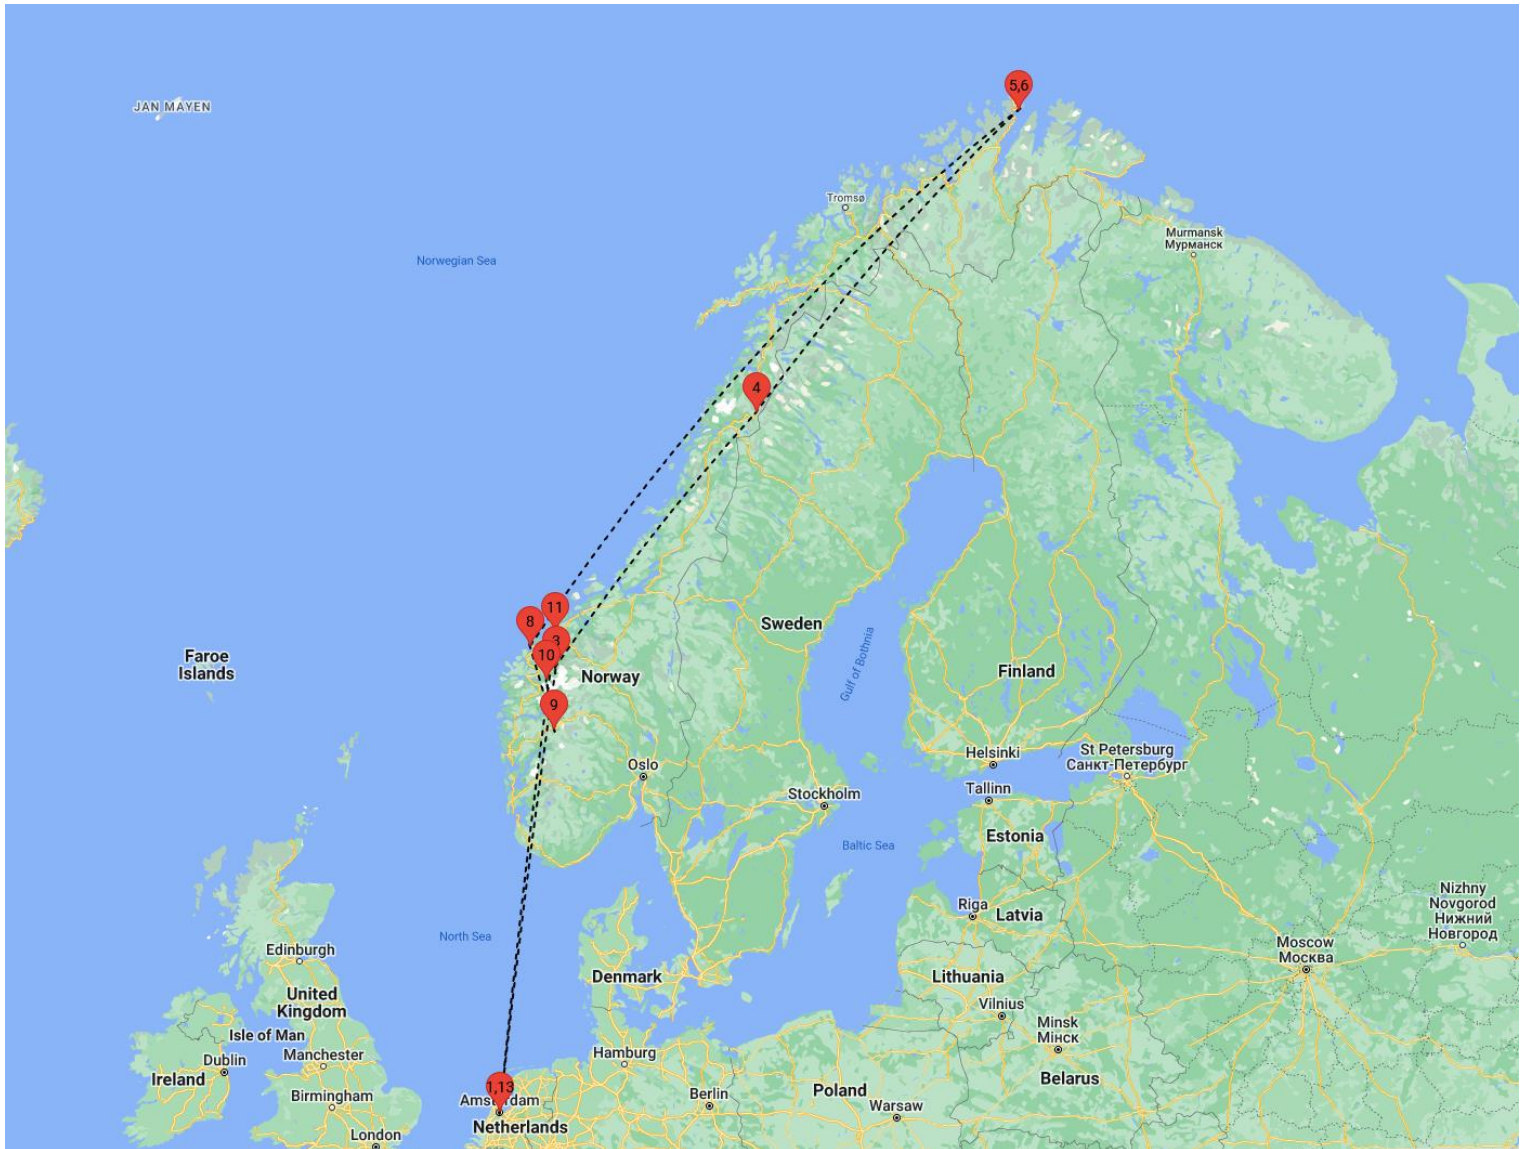 5,6
JAN MAYEN
Tromsø
Murmansk
Мурманск
Norwegian Sea
4
11
8
3
10
Sweden
Faroe
Islands
Norway
Finland
Gulf of Bothnia
9
Helsinki
St Petersburg
Санкт-Петербург
Oslo
Tallinn
Stockholm
Estonia
Baltic Sea
Nizhny
Novgorod
Нижний
Новгород
Riga
Latvia
North Sea
Moscow
Москва
Edinburgh
Denmark
Lithuania
United
Kingdom
Vilnius
Isle of Man
Minsk
Мінск
Dublin
Manchester
Hamburg
Ireland
Belarus
1,13
Birmingham
Amsterdam
Berlin
Poland
Warsaw
Netherlands
London